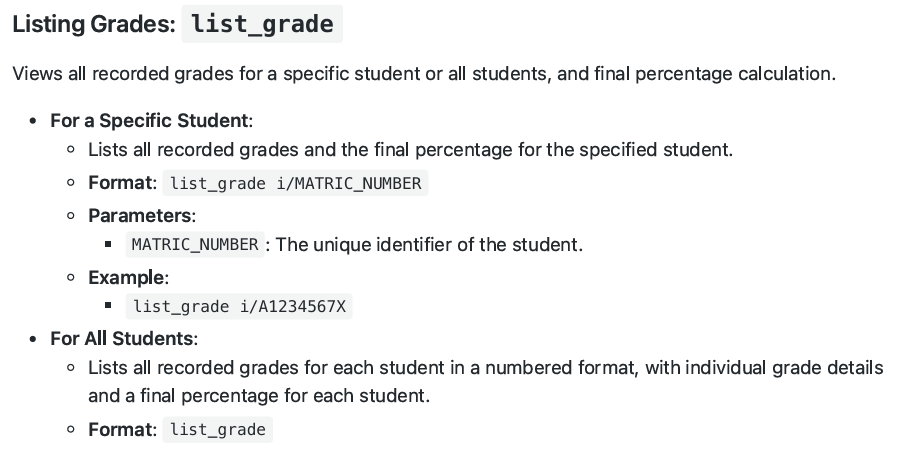 Listing Grades: list_grade
Views all recorded grades for a specific student or all students, and final percentage calculation.
• For a Specific Student:
◦ Lists all recorded grades and the final percentage for the specified student.
◦ Format: list_grade i/MATRIC_NUMBER
◦ Parameters:
▪ MATRIC_NUMBER : The unique identifier of the student.
◦ Example:
▪ list_grade i/A1234567X
• For All Students:
◦ Lists all recorded grades for each student in a numbered format, with individual grade details
and a final percentage for each student.
◦ Format: list_grade